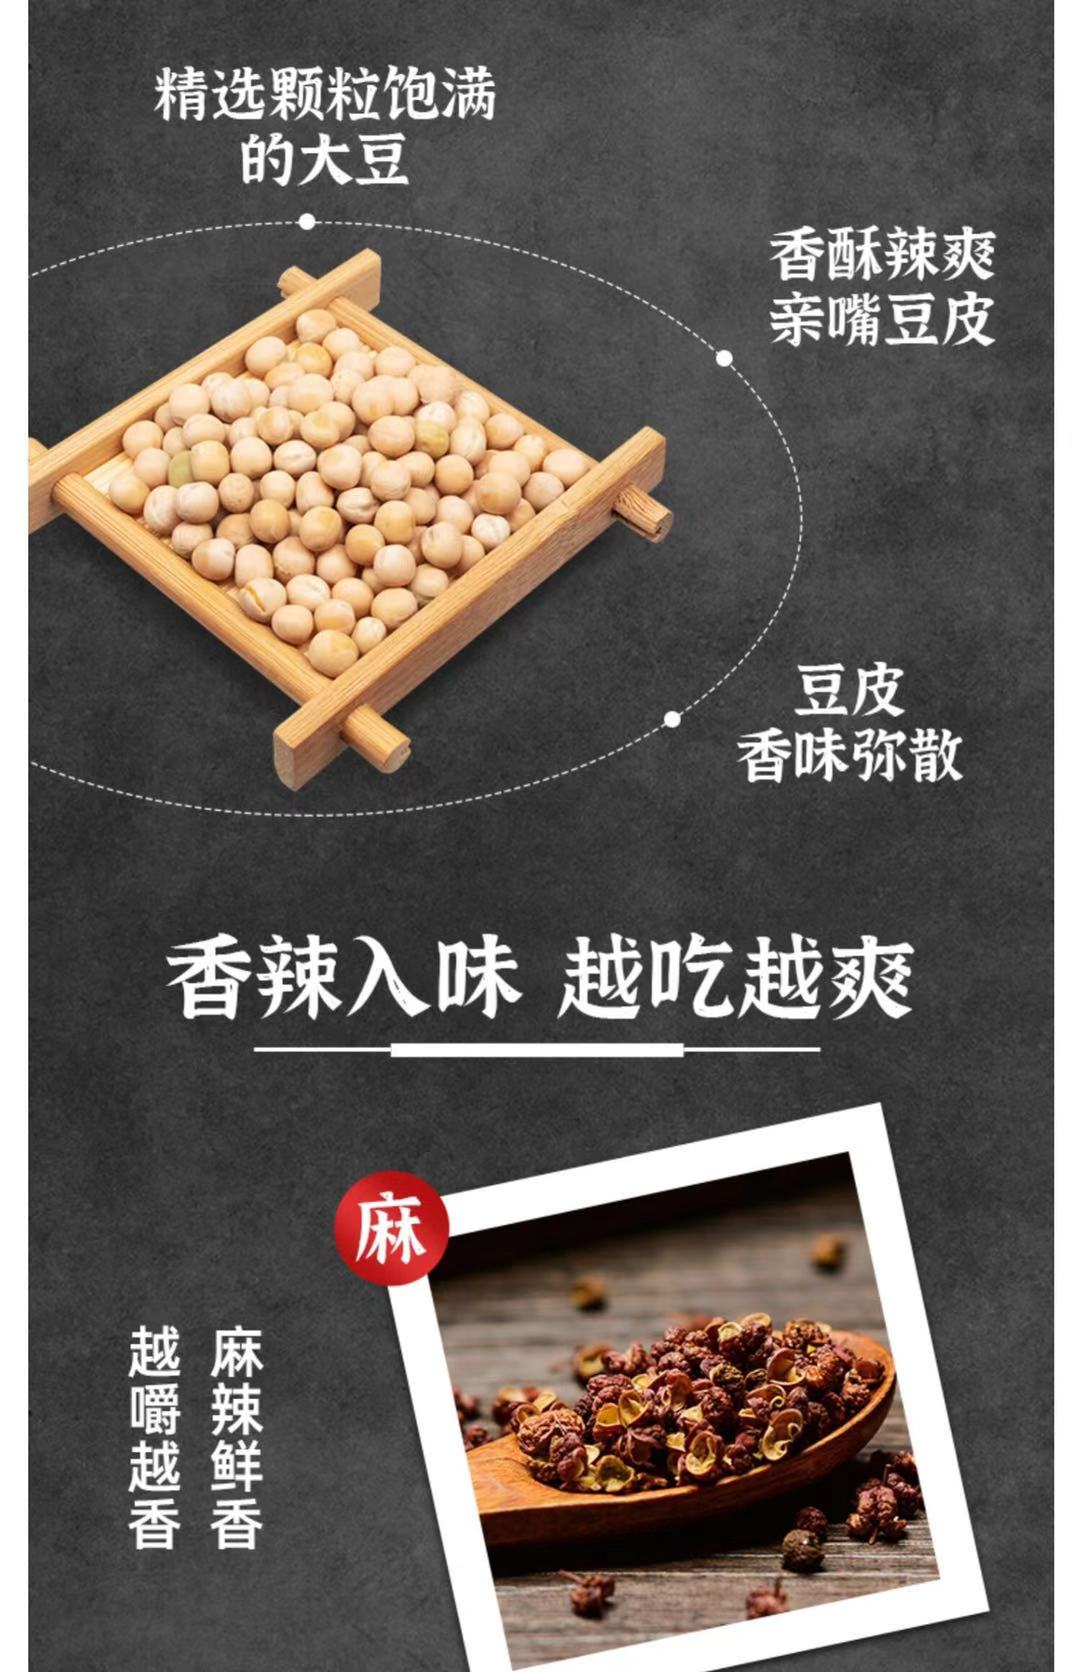 精选颗粒饱满
的大豆
香酥辣爽
亲嘴豆皮
豆皮
香味弥散
香辣入味 越吃越爽
麻
麻辣鲜香
越嚼越香